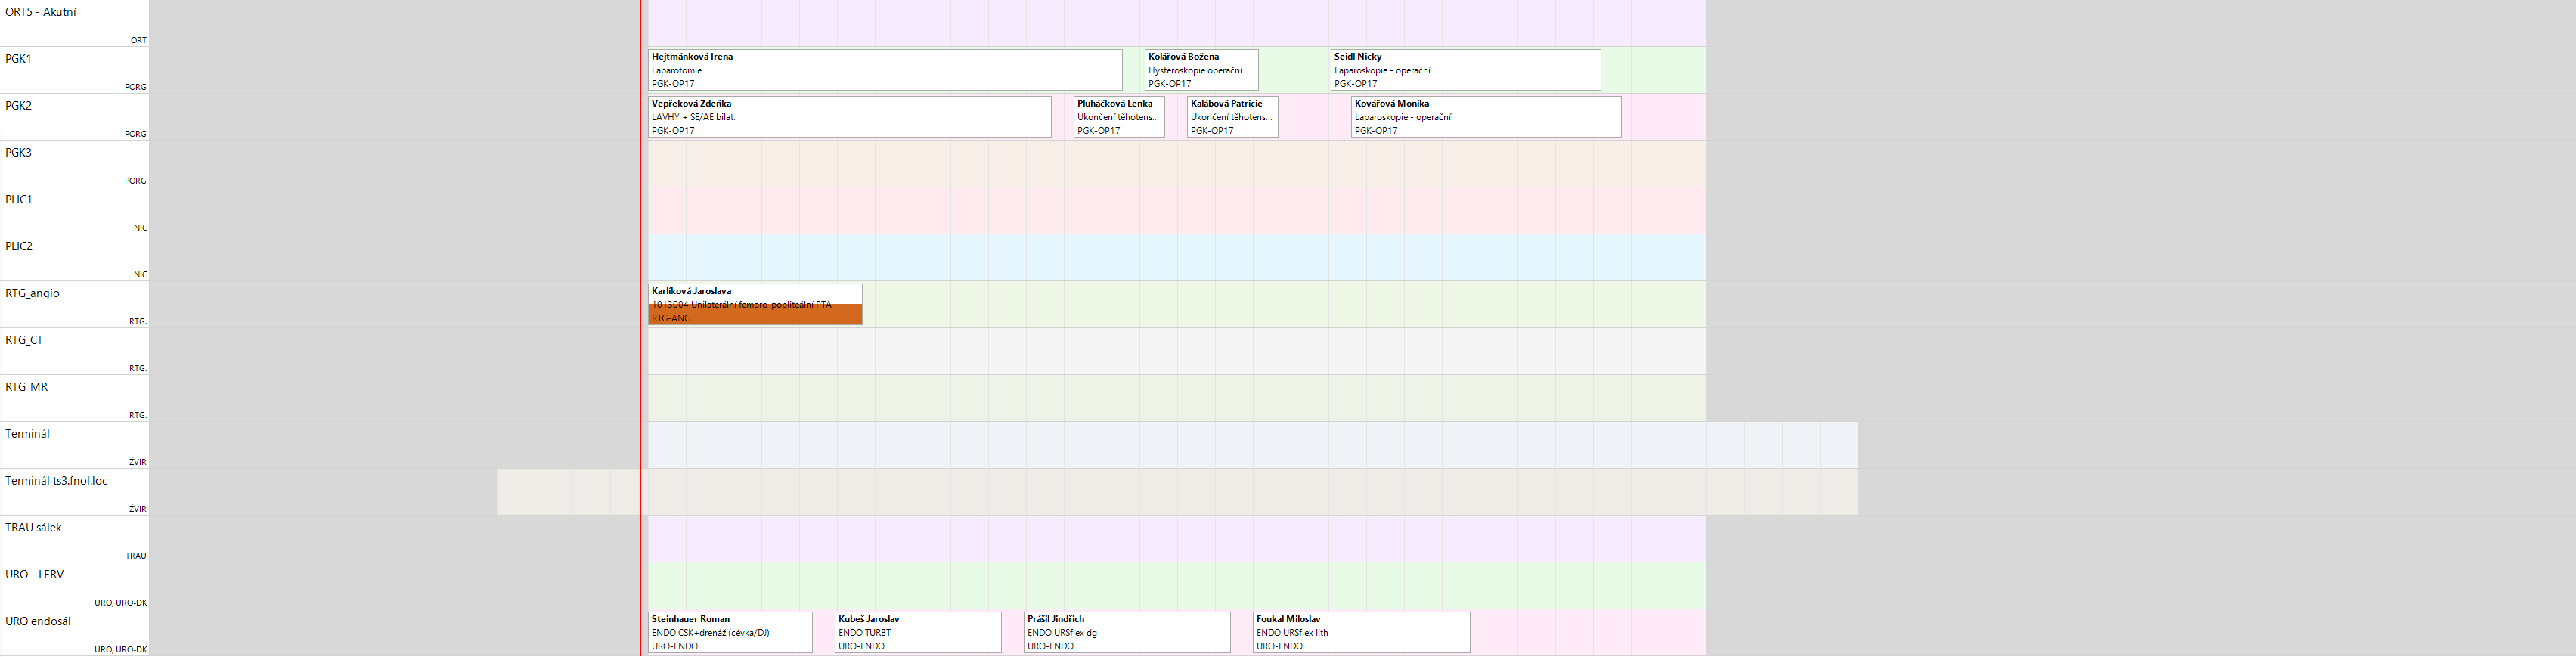 ORT5 - Akutní
ORT
PGK1
PORG
Hejtmánková Irena
Laparotomie
PGK-OP17
Kolářová Božena
Hysteroskopie operační
PGK-OP17
Seidl Nicky
Laparoskopie - operační
PGK-OP17
PGK2
PORG
Vepřeková Zdeňka
LAVHY + SE/AE bilat.
PGK-OP17
Pluháčková Lenka
Ukončení těhotens...
PGK-OP17
Kalábová Patricie
Ukončení těhotens...
PGK-OP17
Kovářová Monika
Laparoskopie - operační
PGK-OP17
PGK3
PORG
PLIC1
NIC
PLIC2
NIC
RTG_angio
RTG.
Karlíková Jaroslava
1013004 Unilaterální femoro-popliteální PTA
RTG-ANG
RTG_CT
RTG.
RTG_MR
RTG.
Terminál
ŽVIR
Terminál ts3.fnol.loc
ŽVIR
TRAU sálek
TRAU
URO - LERV
URO, URO-DK
URO endosál
URO, URO-DK
Steinhauer Roman
ENDO CSK+drenáž (cévka/DJ)
URO-ENDO
Kubeš Jaroslav
ENDO TURBT
URO-ENDO
Prášil Jindřich
ENDO URSflex dg
URO-ENDO
Foukal Miloslav
ENDO URSflex lith
URO-ENDO